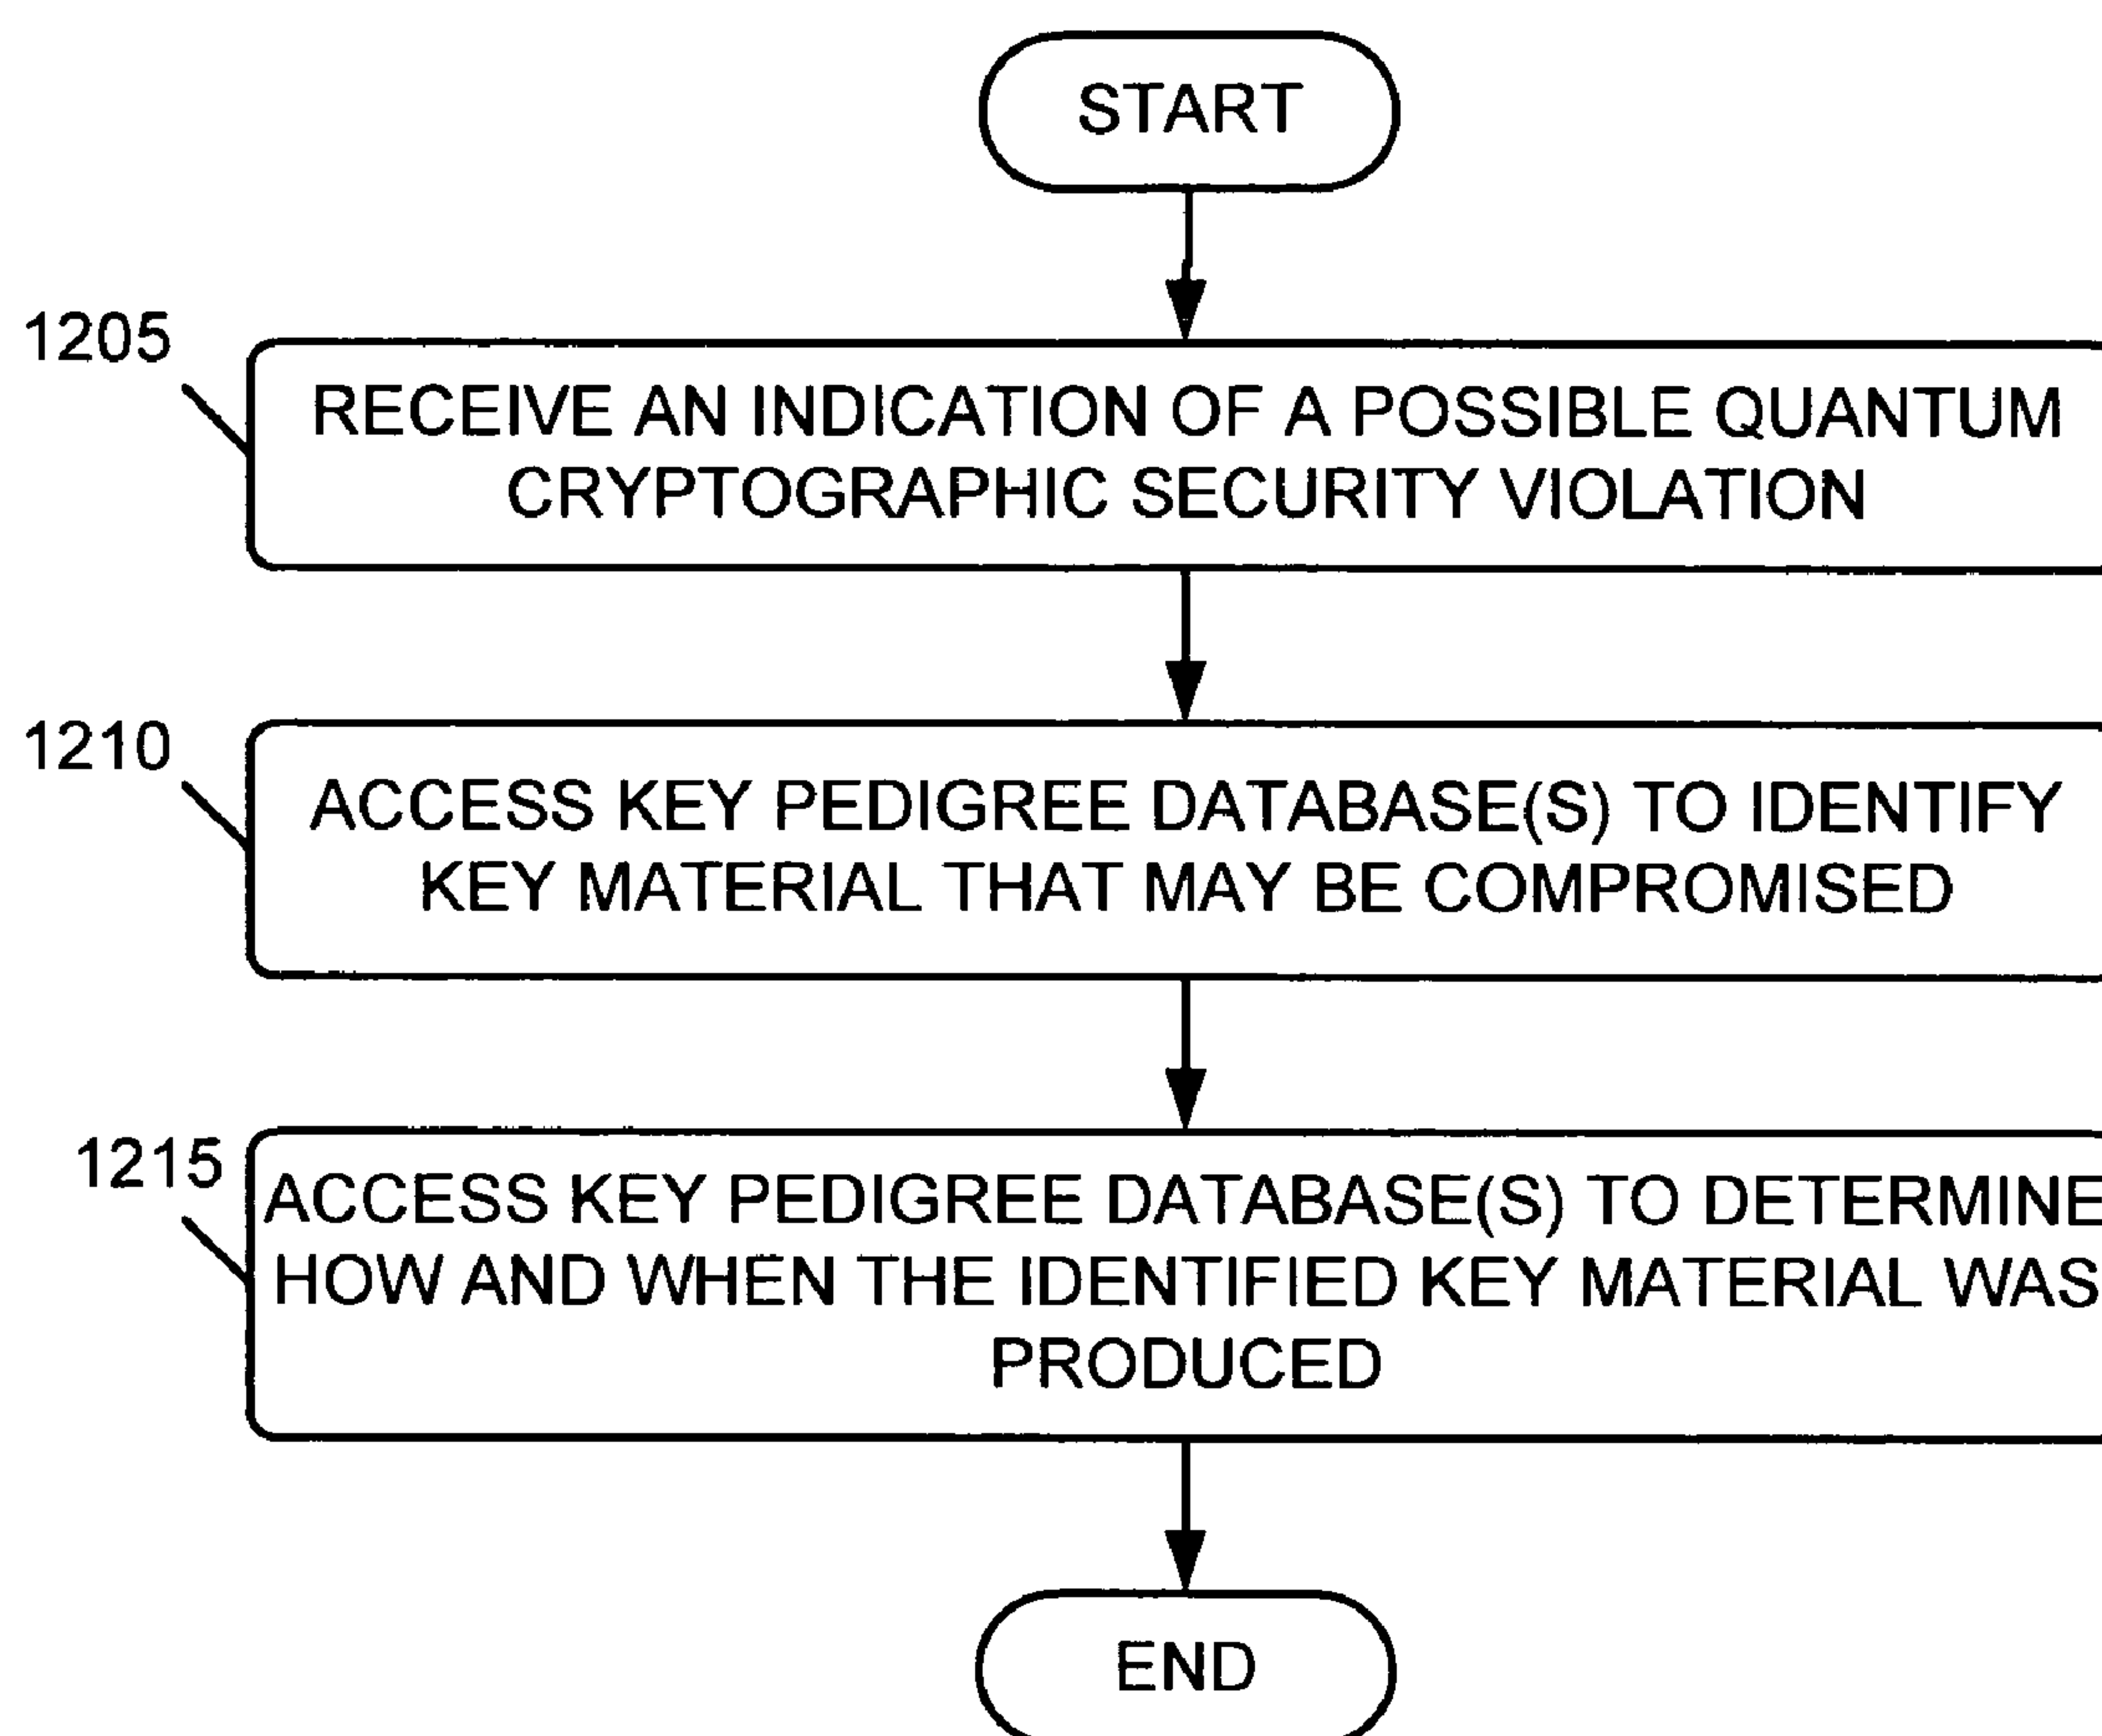 START
1205
RECEIVE AN INDICATION OF A POSSIBLE QUANTUM
CRYPTOGRAPHIC SECURITY VIOLATION
1210
ACCESS KEY PEDIGREE DATABASE(S) TO IDENTIFY
KEY MATERIAL THAT MAY BE COMPROMISED
1215
ACCESS KEY PEDIGREE DATABASE(S) TO DETERMINE
HOW AND WHEN THE IDENTIFIED KEY MATERIAL WAS
PRODUCED
END